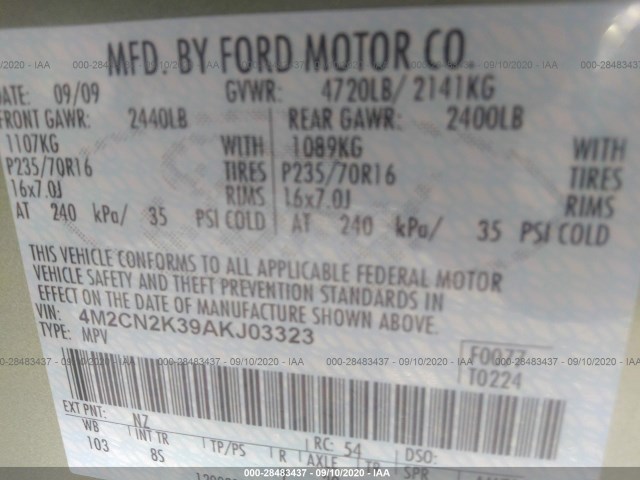 MFD. BY FORD MOTOR CO
DATE: 09/09 GVWR: 4720LB/ 2141KG
FRONT GAWR: 2440LB REAR GAWR: 2400LB
1107KG WITH 1089KG WITH
P235/70R16 TIRES P235/70R16 TIRES
16x7.0J RIMS 16x7.0J RIMS
AT 240 kPa/ 35 PSI COLD AT 240 kPa/ 35 PSI COLD
THIS VEHICLE CONFORMS TO ALL APPLICABLE FEDERAL MOTOR
VEHICLE SAFETY AND THEFT PREVENTION STANDARDS IN
EFFECT ON THE DATE OF MANUFACTURE SHOWN ABOVE.
VIN: 4M2CN2K39AKJ03323
TYPE: MPV
F0077
T0224
EXT PNT: NZ RC: 54 DSO:
WB INT TR TP/PS R AXLE TR SPR
103 8S
000-28483437 - 09/10/2020 - IAA